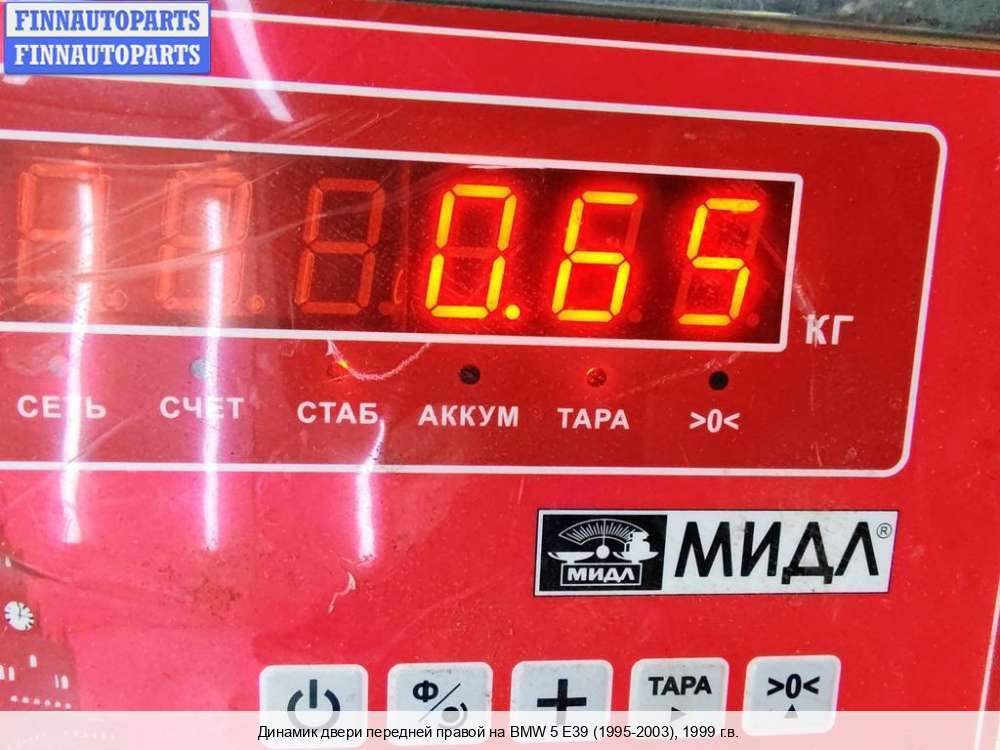 FINNAUTOPARTS
FINNAUTOPARTS
0.65
КГ
СЕТЬ СЧЕТ СТАБ АККУМ ТАРА >0<
МИДЛ МИДЛ®
Ф + ТАРА >0<
Динамик двери передней правой на BMW 5 E39 (1995-2003), 1999 г.в.